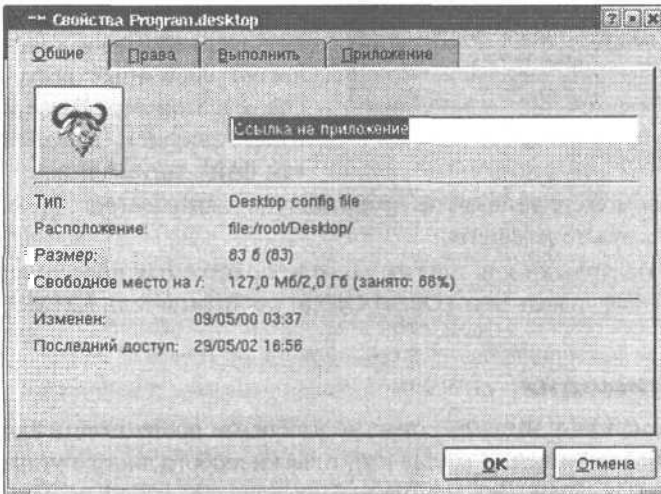 Свойства Program.desktop
Общие Права Выполнить Приложение
Ссылка на приложение
Тип: Desktop config file
Расположение: file:/root/Desktop/
Размер: 83 б (83)
Свободное место на /: 127,0 Мб/2,0 Гб (занято: 68%)
Изменен: 09/05/00 03:37
Последний доступ: 29/05/02 16:56
OK Отмена